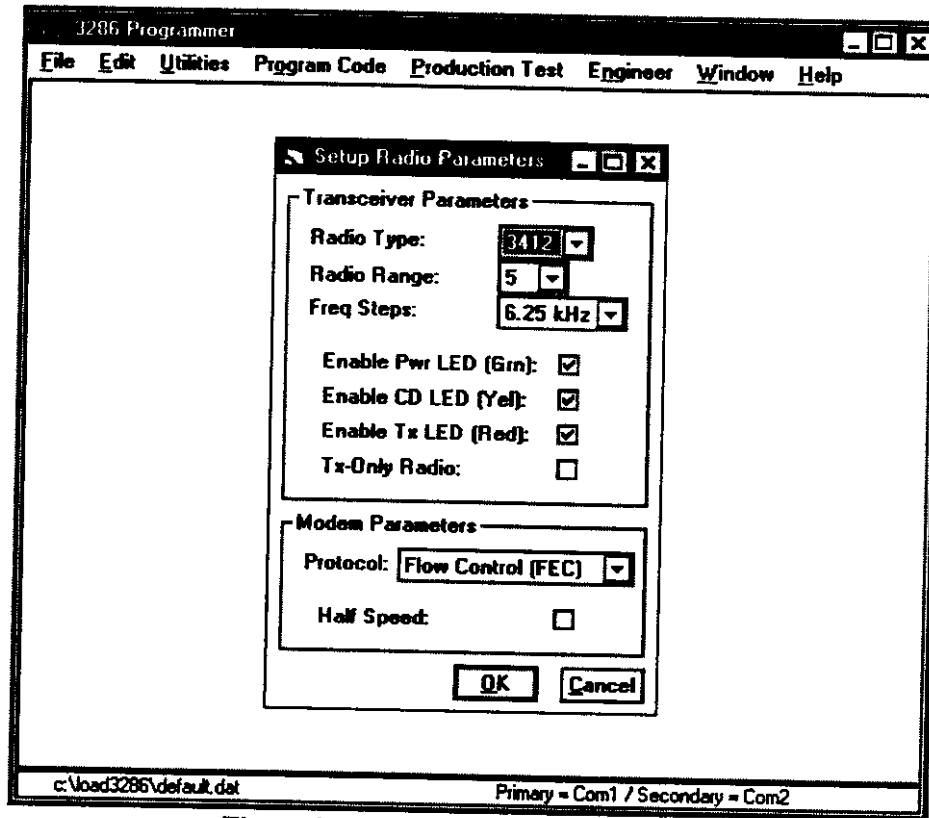 3286 Programmer
File Edit Utilities Program Code Production Test Engineer Window Help
Setup Radio Parameters
Transceiver Parameters
Radio Type: 3412
Radio Range: 5
Freq Steps: 6.25 kHz
Enable Pwr LED (Grn):
Enable CD LED (Yel):
Enable Tx LED (Red):
Tx-Only Radio:
Modem Parameters
Protocol: Flow Control (FEC)
Half Speed:
OK Cancel
c:\load3286\default.dat Primary = Com1 / Secondary = Com2